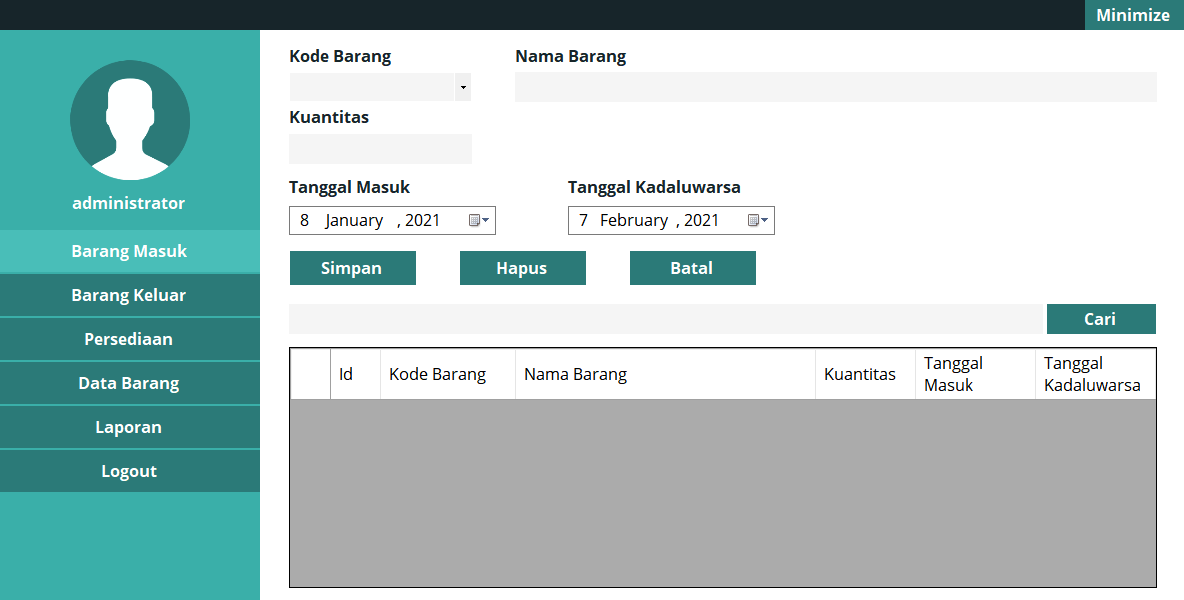 Minimize
administrator
Barang Masuk
Barang Keluar
Persediaan
Data Barang
Laporan
Logout
Kode Barang
Nama Barang
Kuantitas
Tanggal Masuk
Tanggal Kadaluwarsa
8 January , 2021
7 February , 2021
Simpan
Hapus
Batal
Cari
Id
Kode Barang
Nama Barang
Kuantitas
Tanggal
Masuk
Tanggal
Kadaluwarsa